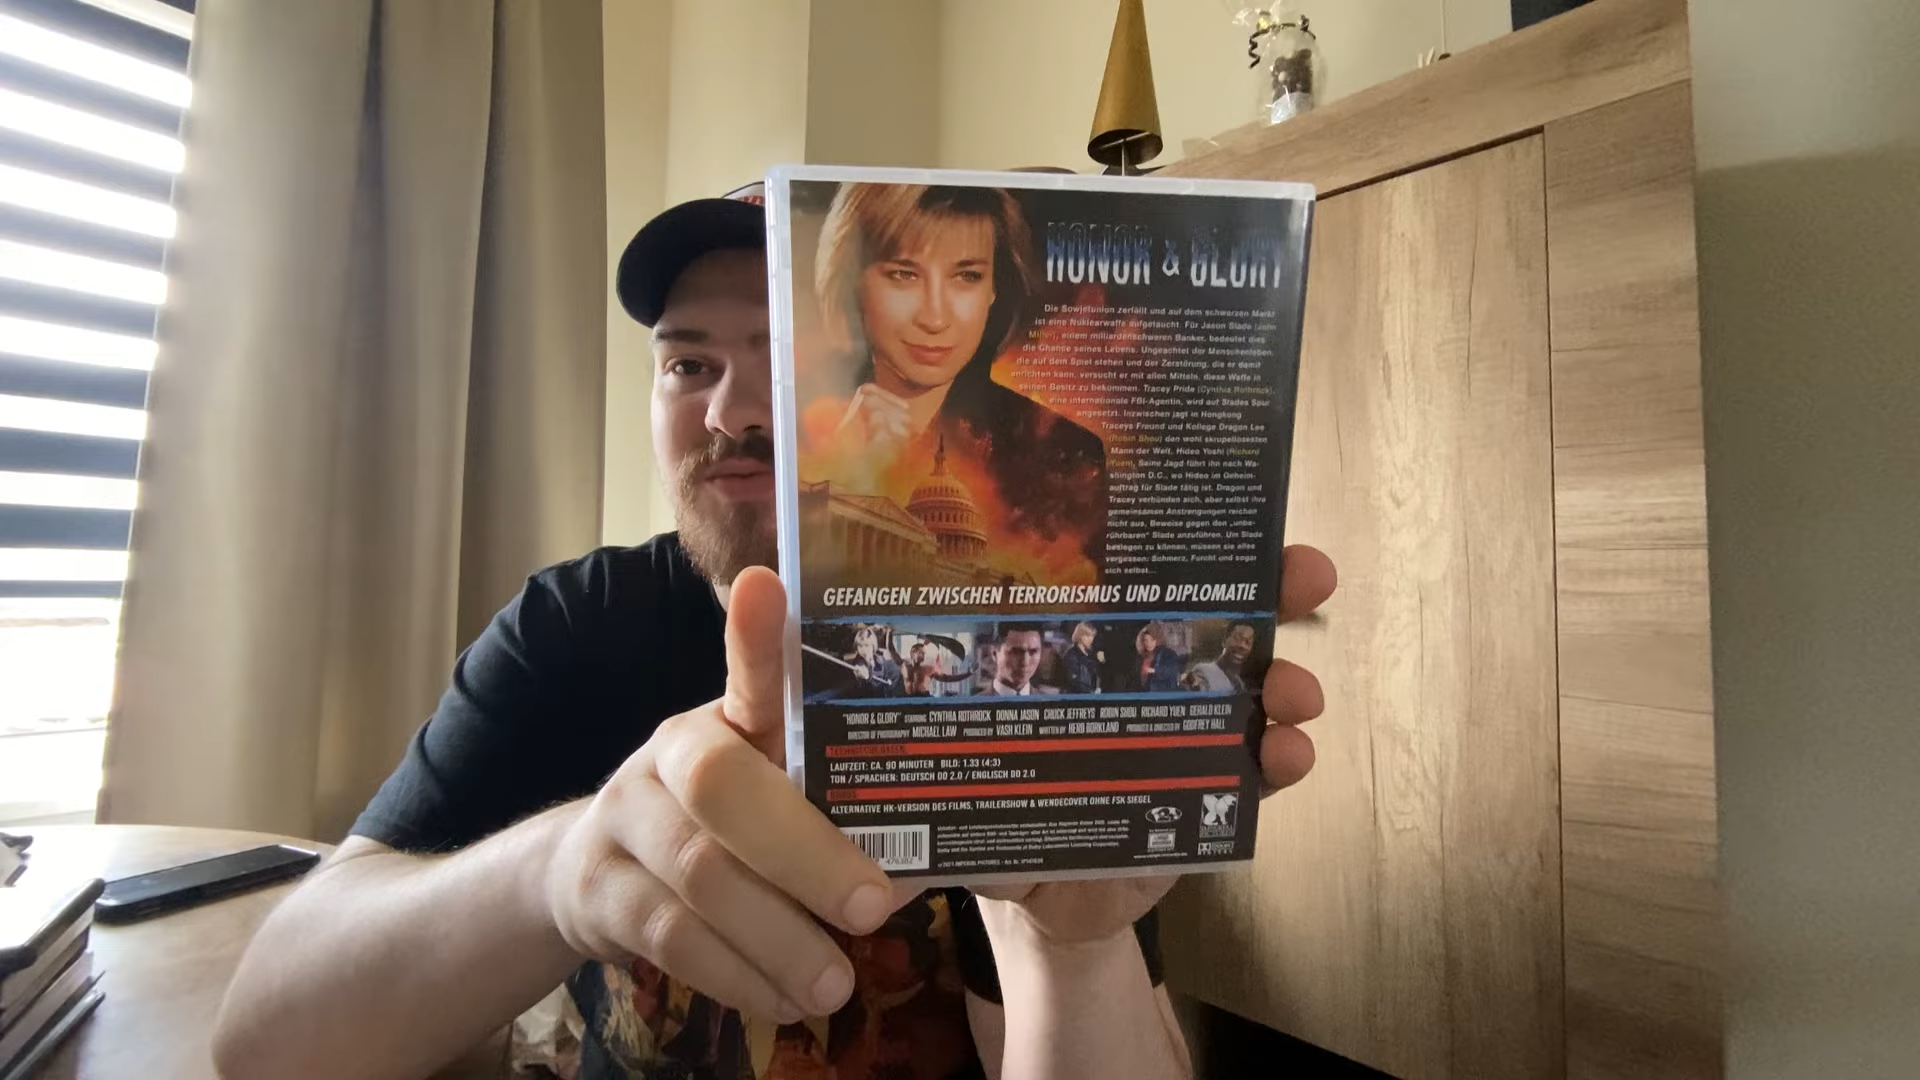 HONOR & GLORY
Die Sowjetunion zerfällt und auf dem schwarzen Markt
ist eine Nuklearwaffe aufgetaucht. Für Jason Slade (John
Miller), einem milliardenschweren Banker, bedeutet dies
die Chance seines Lebens. Ungeachtet der Menschenleben,
die auf dem Spiel stehen und der Zerstörung, die er damit
anrichten kann, versucht er mit allen Mitteln, diese Waffe in
seinen Besitz zu bekommen. Tracey Pride (Cynthia Rothrock),
eine internationale FBI-Agentin, wird auf Slades Spur
angesetzt. Inzwischen jagt in Hongkong
Traceys Freund und Kollege Dragon Lee
(Robin Shou) den wohl skrupellosesten
Mann der Welt, Hideo Yoshi (Richard
Yuen). Seine Jagd führt ihn nach Wa-
shington D.C., wo Hideo im Geheim-
auftrag für Slade tätig ist. Dragon und
Tracey verbünden sich, aber selbst ihre
gemeinsamen Anstrengungen reichen
nicht aus, Beweise gegen den „unbe-
rührbaren" Slade anzuführen. Um Slade
besiegen zu können, müssen sie alles
vergessen: Schmerz, Furcht und sogar
sich selbst...
GEFANGEN ZWISCHEN TERRORISMUS UND DIPLOMATIE
"HONOR & GLORY" STARRING CYNTHIA ROTHROCK DONNA JASON CHUCK JEFFREYS ROBIN SHOU RICHARD YUEN GERALD KLEIN
DIRECTOR OF PHOTOGRAPHY MICHAEL LAW PRODUCED BY VASH KLEIN WRITTEN BY HERB BORKLAND PRODUCED & DIRECTED BY GODFREY HALL
LAUFZEIT: CA. 90 MINUTEN BILD: 1.33 (4:3)
TON / SPRACHEN: DEUTSCH DD 2.0 / ENGLISCH DD 2.0
BONUS:
ALTERNATIVE HK-VERSION DES FILMS, TRAILERSHOW & WENDECOVER OHNE FSK SIEGEL